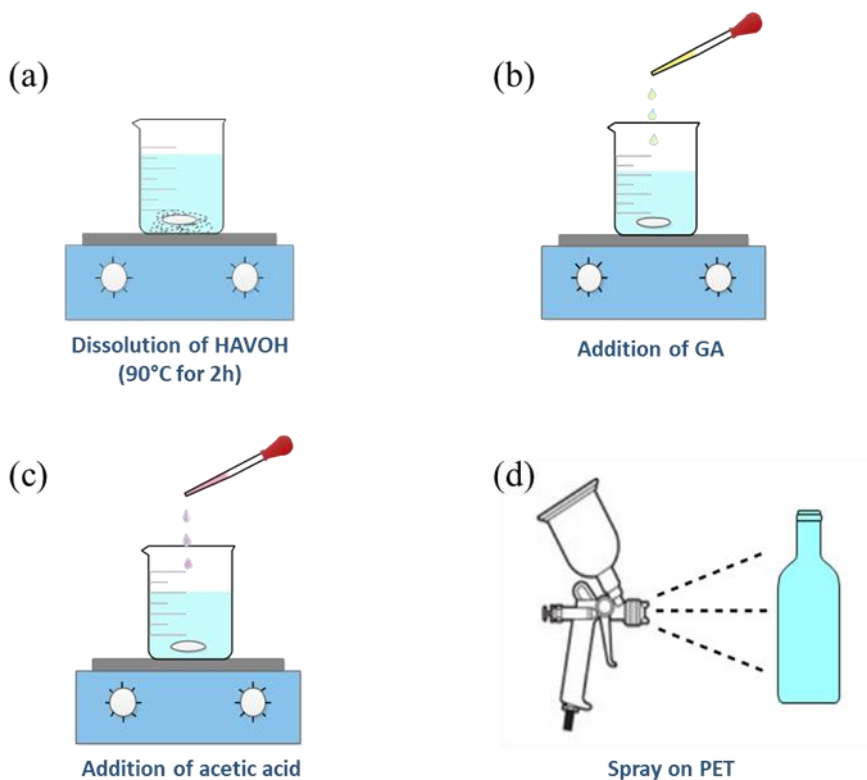 (a)
Dissolution of HAVOH
(90°C for 2h)
(b)
Addition of GA
(c)
Addition of acetic acid
(d)
Spray on PET